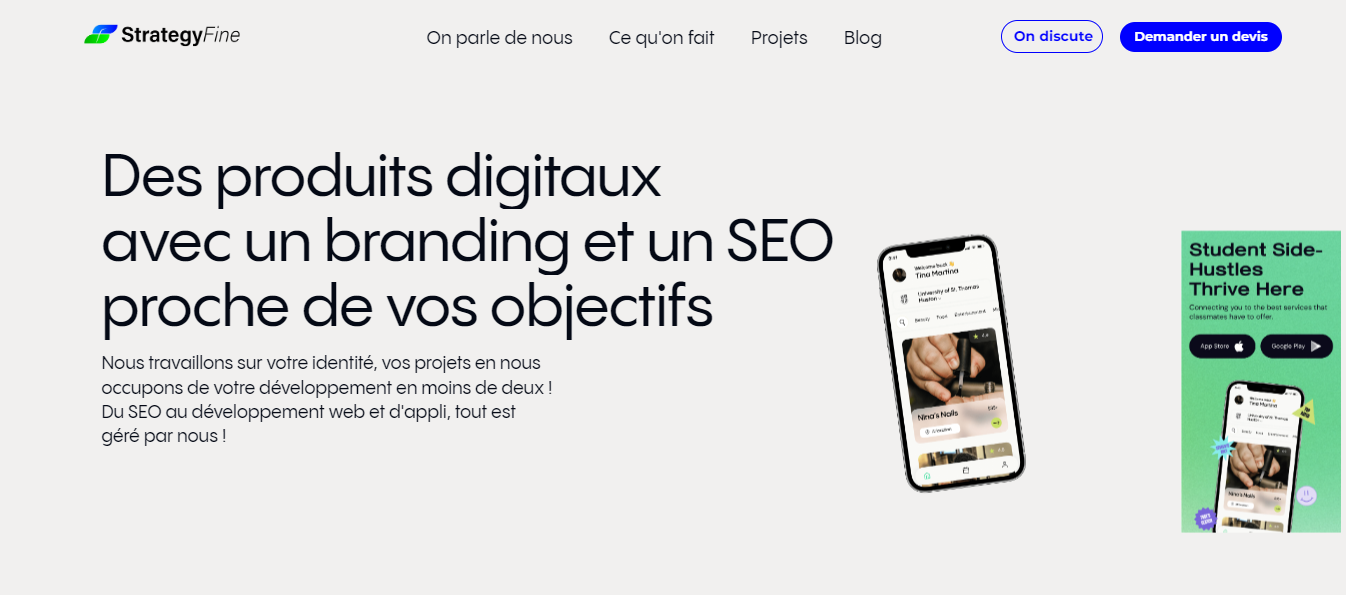 StrategyFine
On parle de nous
Ce qu'on fait
Projets
Blog
On discute
Demander un devis
Des produits digitaux
avec un branding et un SEO
proche de vos objectifs
Nous travaillons sur votre identité, vos projets en nous
occupons de votre développement en moins de deux !
Du SEO au développement web et d'appli, tout est
géré par nous !
Welcome back
Tina Martina
University of St. Thomas
Huston
Beauty
Entertainment
Nina's Nails
Student Side-
Hustles
Thrive Here
Connecting you to the best services that
classmates have to offer.
App Store
Google Play
Tina Martina
Nina's Nails